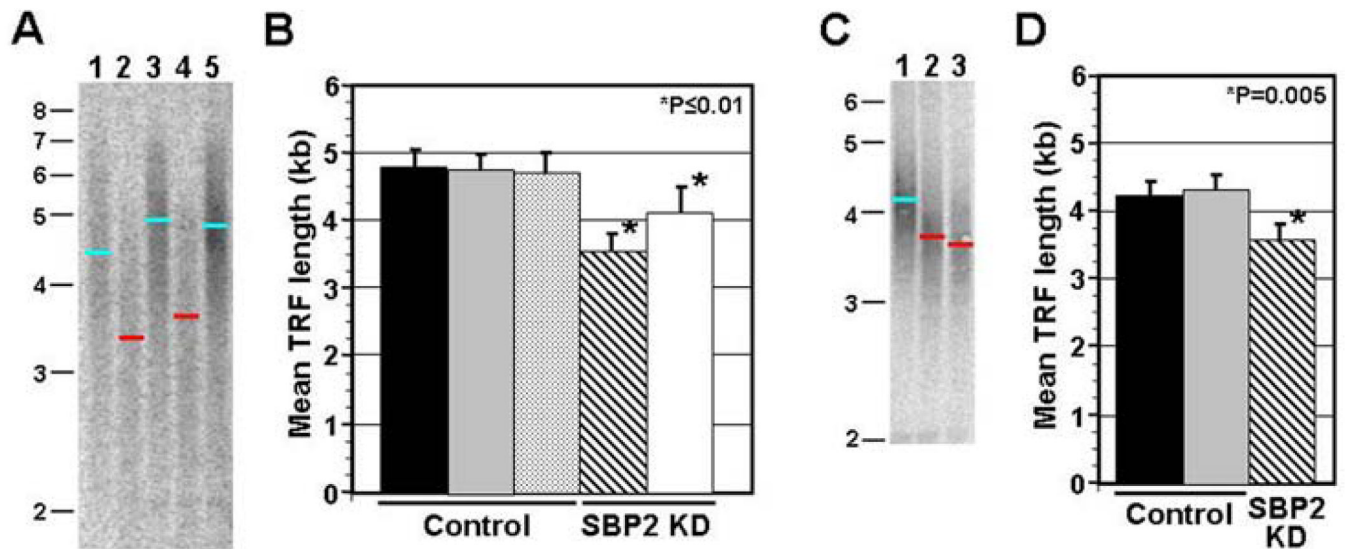 A
1 2 3 4 5
8
7
6
5
4
3
2
B
Mean TRF length (kb)
6
5
4
3
2
1
0
*P≤0.01
*
*
Control
SBP2 KD
C
1 2 3
6
5
4
3
2
D
Mean TRF length (kb)
6
5
4
3
2
1
0
*P=0.005
*
Control
SBP2
KD